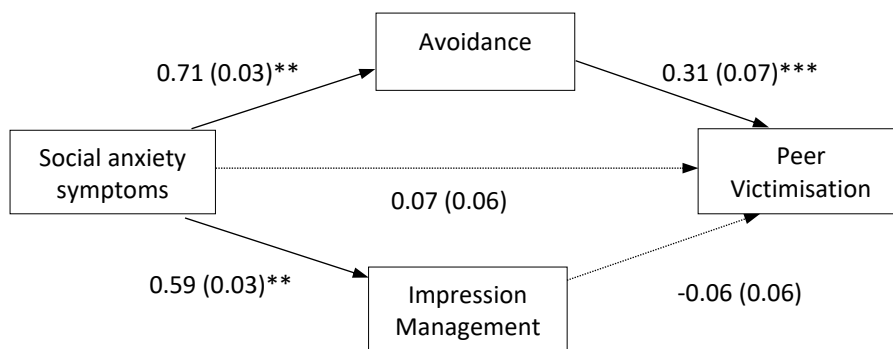 Avoidance
0.71 (0.03)**
0.31 (0.07)***
Social anxiety
symptoms
Peer
Victimisation
0.07 (0.06)
0.59 (0.03)**
Impression
Management
-0.06 (0.06)